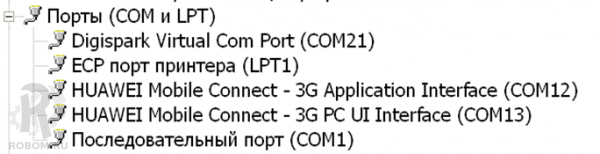 Порты (COM и LPT)
Digispark Virtual Com Port (COM21)
ECP порт принтера (LPT1)
HUAWEI Mobile Connect - 3G Application Interface (COM12)
HUAWEI Mobile Connect - 3G PC UI Interface (COM13)
Последовательный порт (COM1)